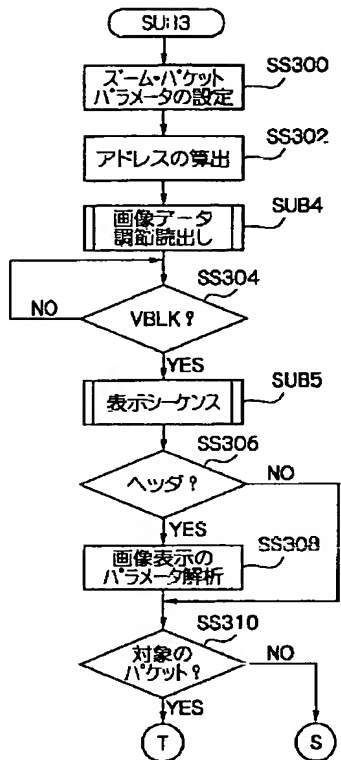 SUB3
SS300
ズーム・パケット
パラメータの設定
SS302
アドレスの算出
SUB4
画像データ
調節読出し
SS304
NO
VBLK?
YES
SUB5
表示シーケンス
SS306
ヘッダ?
NO
YES
SS308
画像表示の
パラメータ解析
SS310
対象の
パケット?
NO
YES
T
S